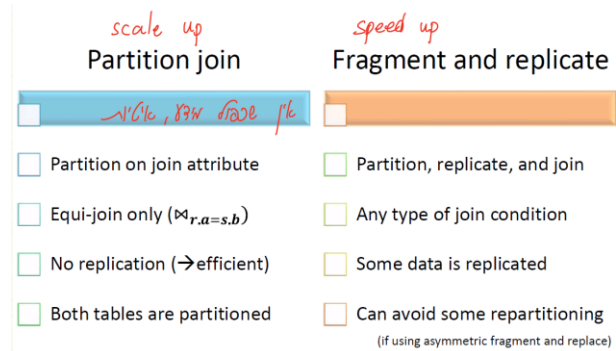 scale up
Partition join
אין שכפול מידע,
Partition on join attribute
Equi-join only (⋈r.a=s.b)
No replication (→efficient)
Both tables are partitioned
speed up
Fragment and replicate
Partition, replicate, and join
Any type of join condition
Some data is replicated
Can avoid some repartitioning
(if using asymmetric fragment and replace)